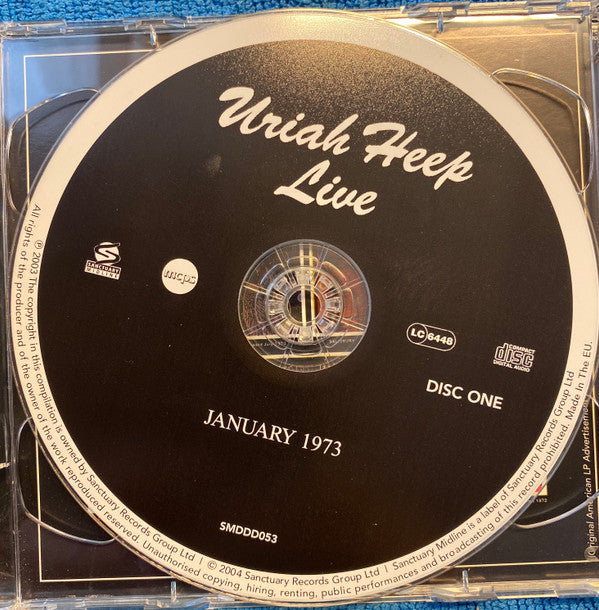 Uriah Heep
Live
SANCTUARY
MIDLINE
mcps
LC 6448
COMPACT
disc
DIGITAL AUDIO
DISC ONE
JANUARY 1973
SMDDD053
℗ 2003 The copyright in this compilation is owned by Sanctuary Records Group Ltd | © 2004 Sanctuary Records Group Ltd | Sanctuary Midline is a label of Sanctuary Records Group Ltd
All rights of the producer and of the owner of the work reproduced reserved. Unauthorised copying, hiring, renting, public performances and broadcasting of this record prohibited. Made In The EU.
Original American LP Advertisement